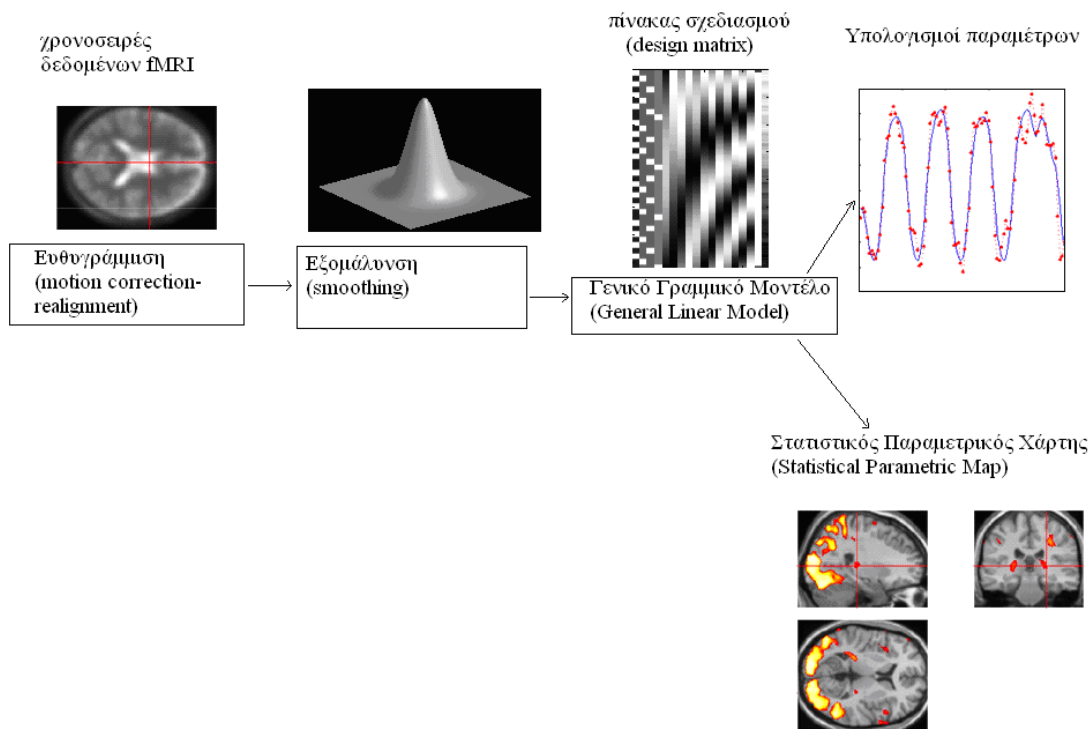 χρονοσειρές
δεδομένων fMRI
πίνακας σχεδιασμού
(design matrix)
Υπολογισμοί παραμέτρων
Ευθυγράμμιση
(motion correction-
realignment)
Εξομάλυνση
(smoothing)
Γενικό Γραμμικό Μοντέλο
(General Linear Model)
Στατιστικός Παραμετρικός Χάρτης
(Statistical Parametric Map)